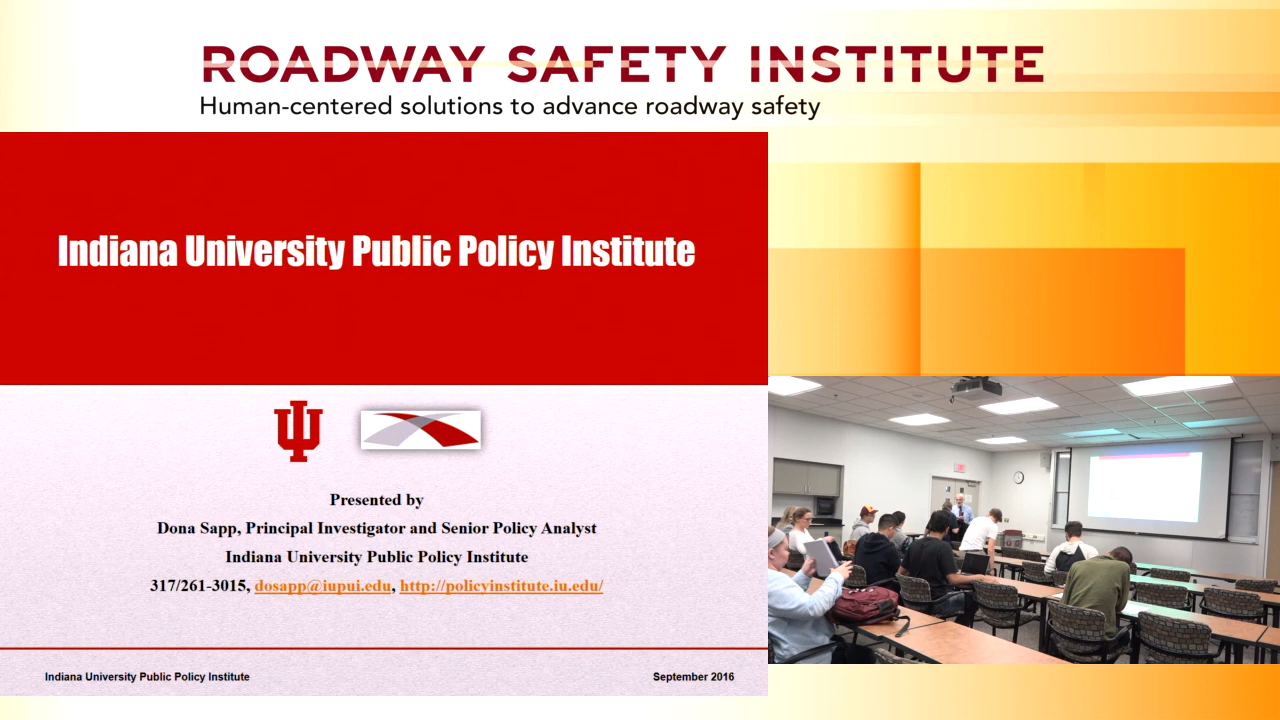 ROADWAY SAFETY INSTITUTE
Human-centered solutions to advance roadway safety
Indiana University Public Policy Institute
Presented by
Dona Sapp, Principal Investigator and Senior Policy Analyst
Indiana University Public Policy Institute
317/261-3015, dosapp@iupui.edu, http://policyinstitute.iu.edu/
Indiana University Public Policy Institute September 2016